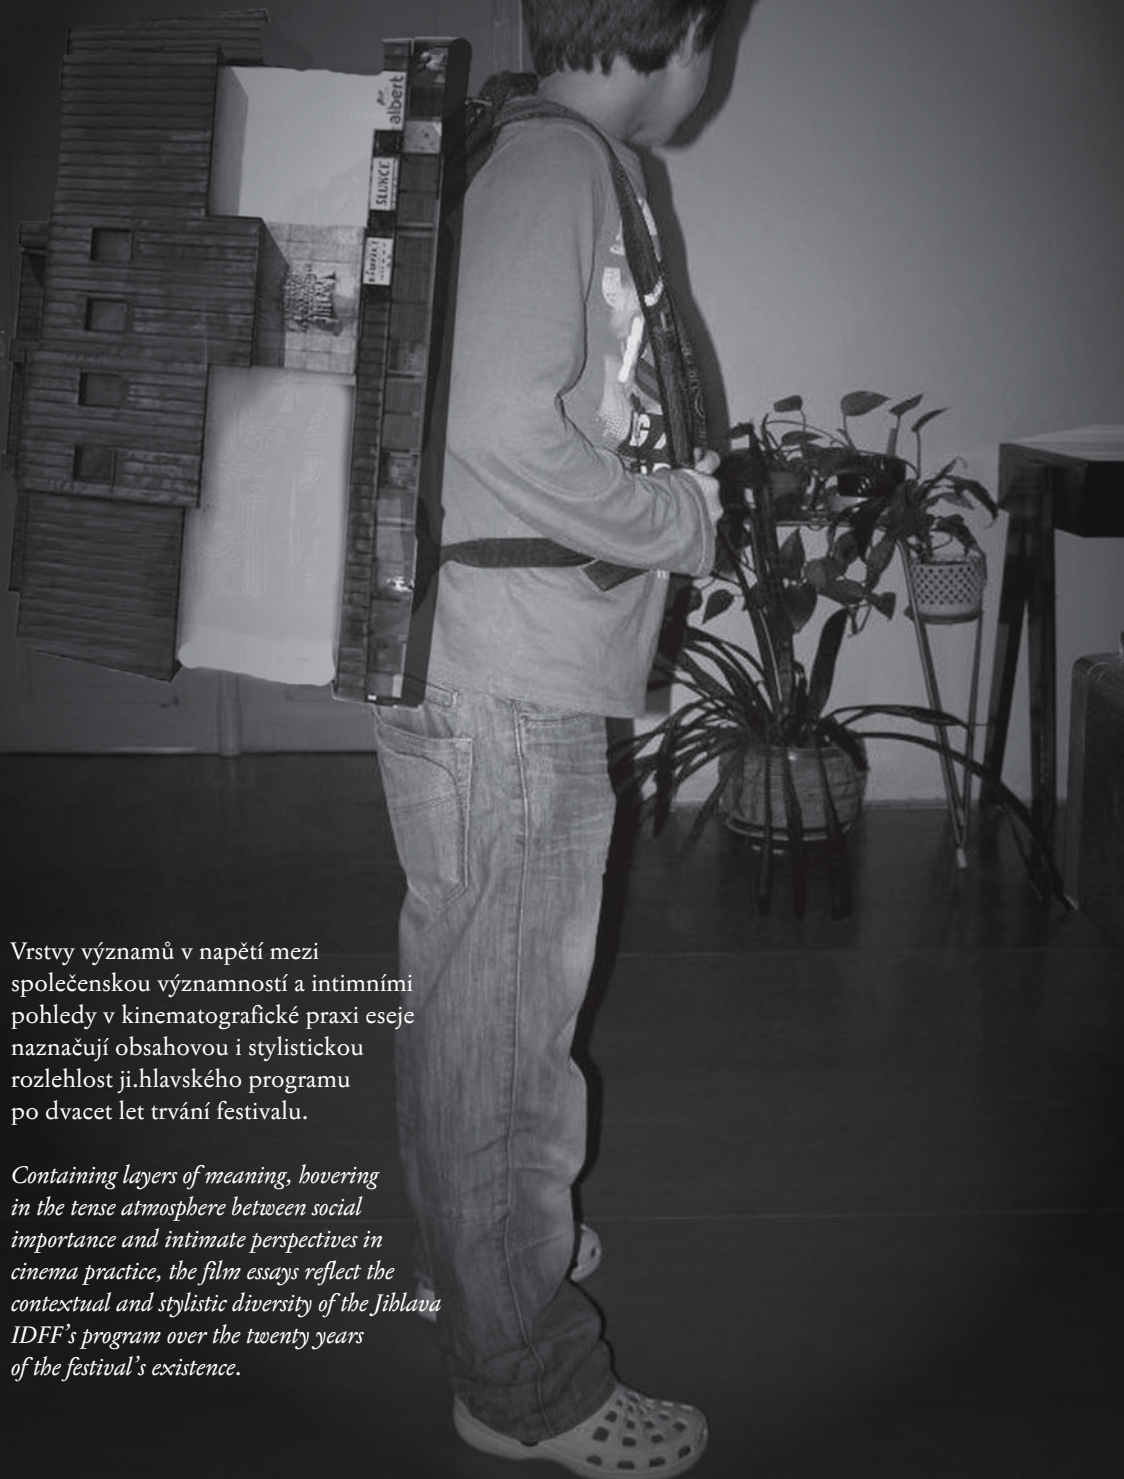 albert
SLUKCE
Vrstvy významů v napětí mezi
společenskou významností a intimními
pohledy v kinematografické praxi eseje
naznačují obsahovou i stylistickou
rozlehlost ji.hlavského programu
po dvacet let trvání festivalu.
Containing layers of meaning, hovering
in the tense atmosphere between social
importance and intimate perspectives in
cinema practice, the film essays reflect the
contextual and stylistic diversity of the Jihlava
IDFF’s program over the twenty years
of the festival’s existence.